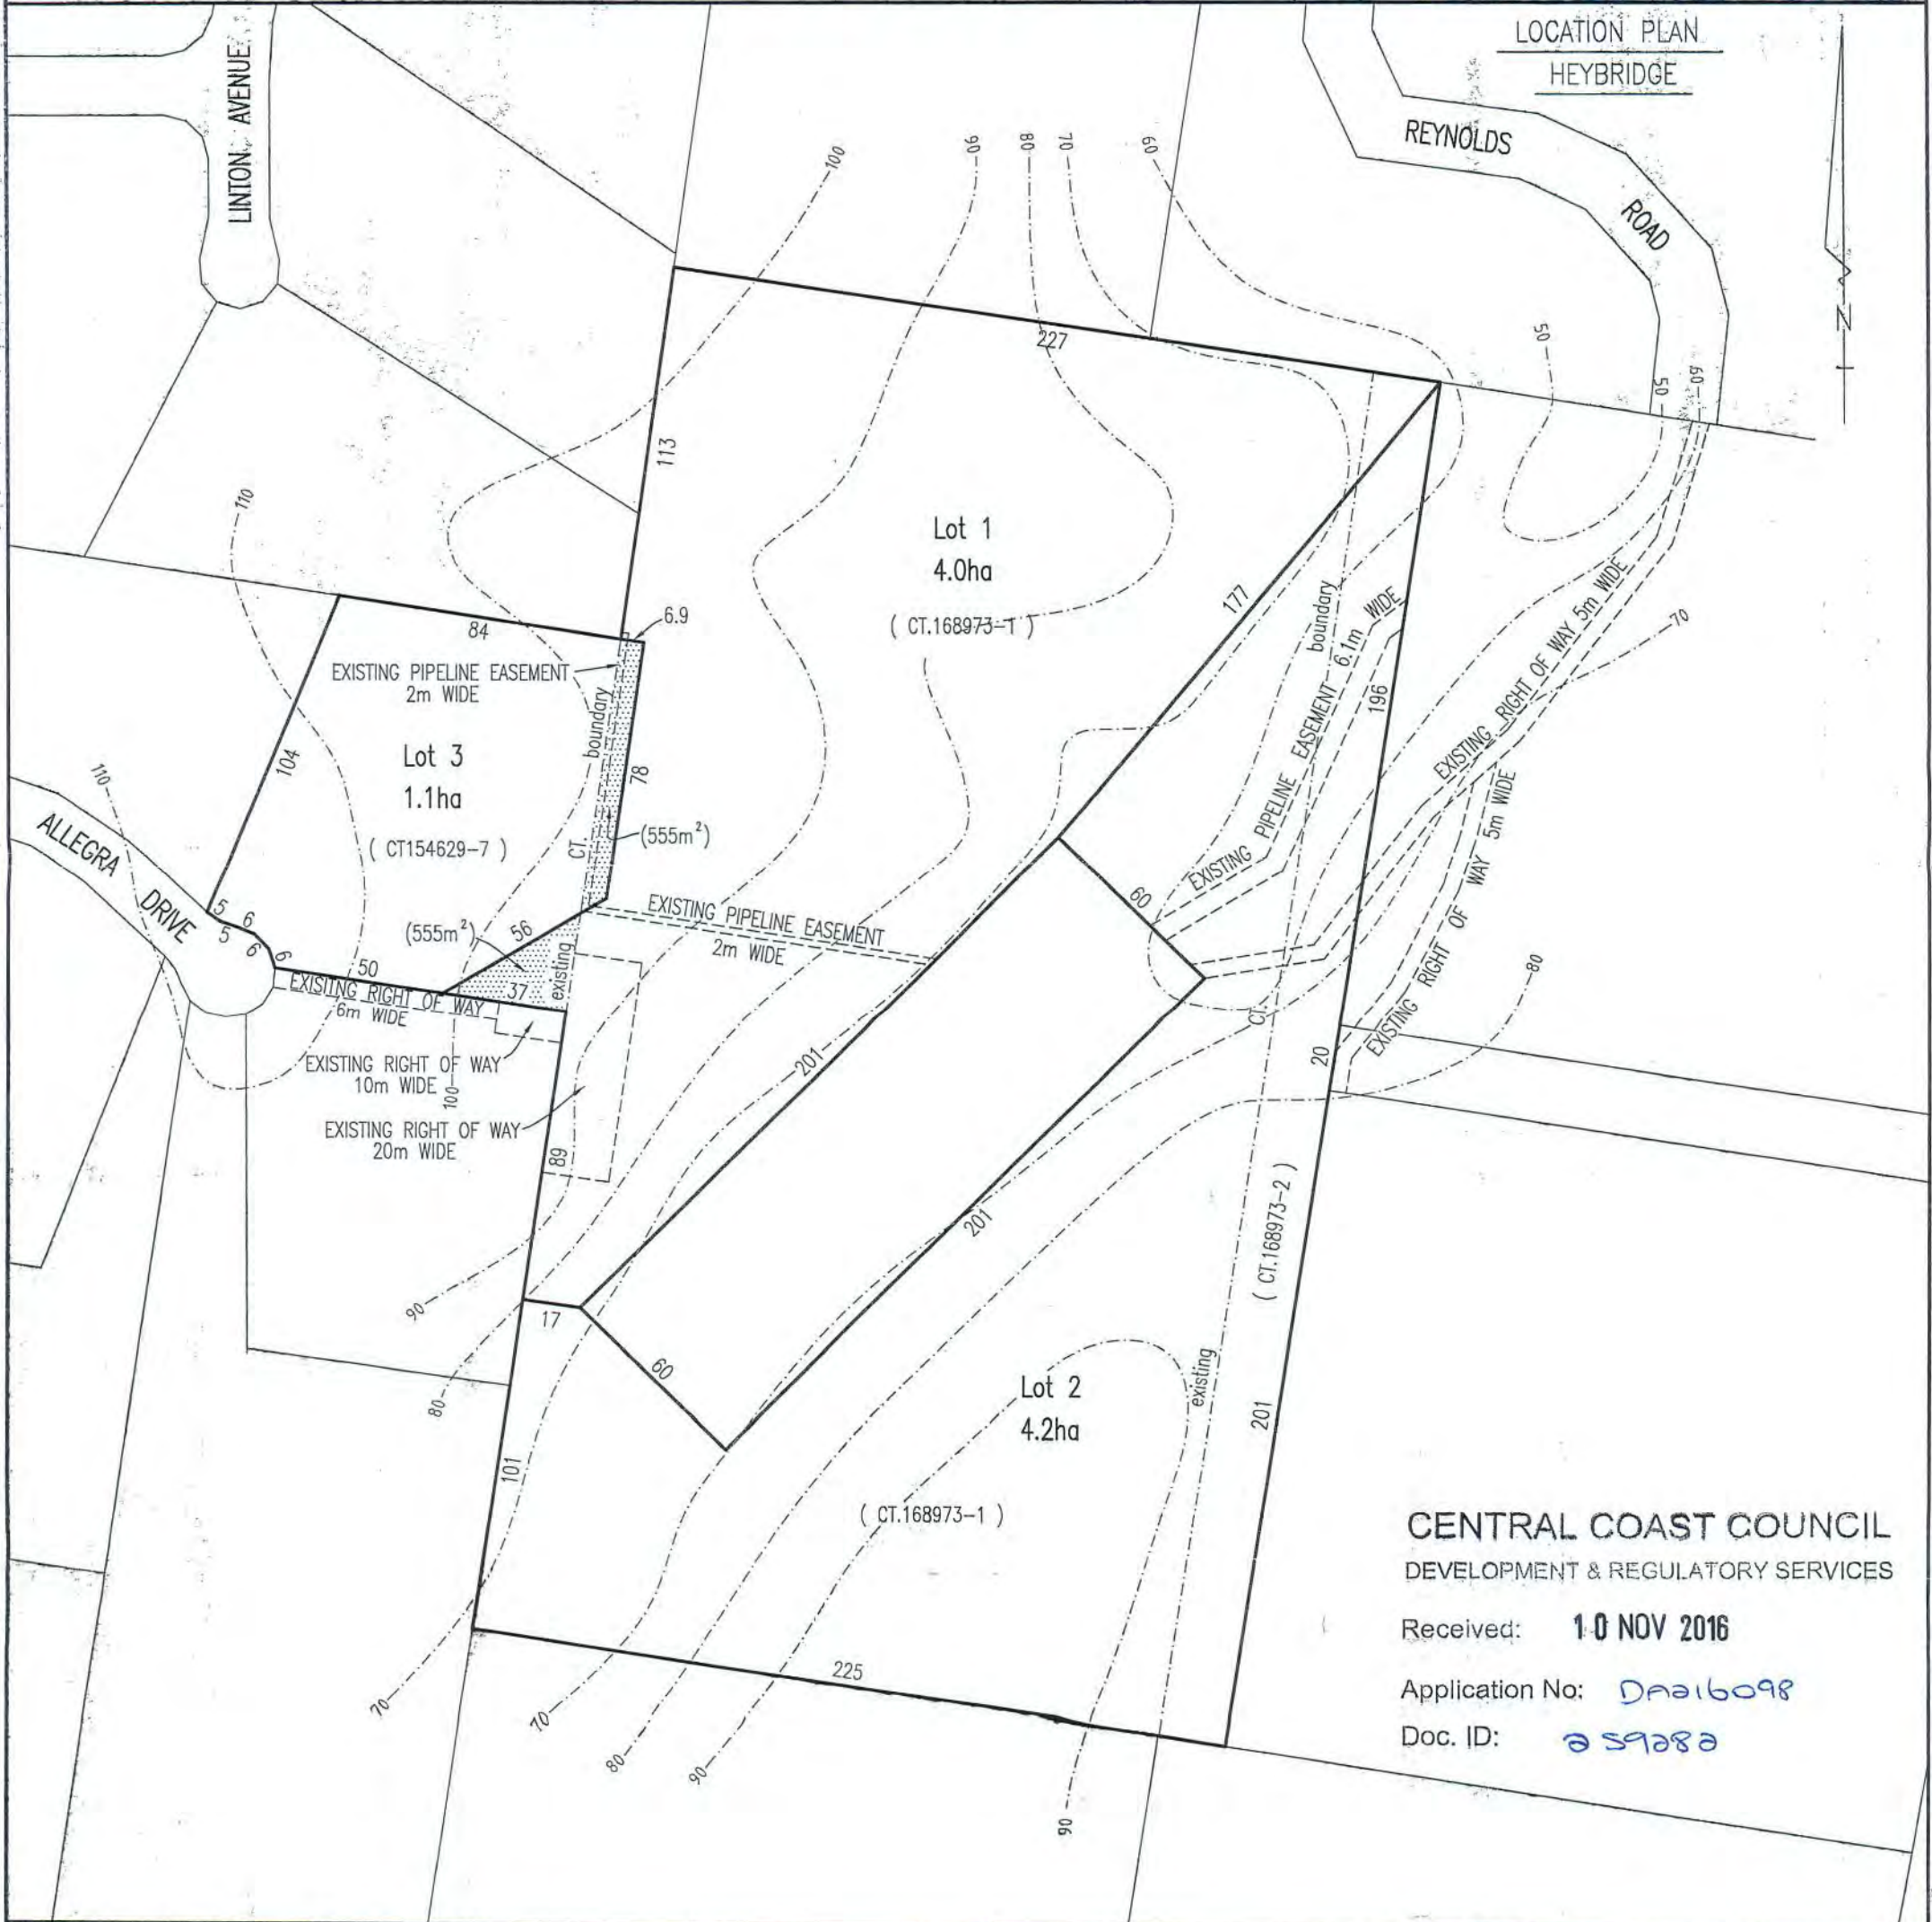 LOCATION PLAN
HEYBRIDGE
LINTON AVENUE
REYNOLDS
ROAD
N
100
90
80
70
60
50
50
60
227
113
110
Lot 1
4.0ha
( CT.168973-1 )
177
boundary
EXISTING PIPELINE EASEMENT 6.1m WIDE
196
EXISTING RIGHT OF WAY 5m WIDE
70
84
6.9
EXISTING PIPELINE EASEMENT
2m WIDE
boundary
Lot 3
1.1ha
( CT154629-7 )
104
78
CT.
(555m²)
110
ALLEGRA
DRIVE
5
6
5
6
6
(555m²)
56
50
37
existing
EXISTING PIPELINE EASEMENT
2m WIDE
60
EXISTING RIGHT OF WAY 5m WIDE
80
CT.
20
EXISITNG RIGHT OF WAY
6m WIDE
EXISTING RIGHT OF WAY
10m WIDE
100
EXISTING RIGHT OF WAY
20m WIDE
89
201
201
( CT.168973-2 )
90
17
60
80
101
Lot 2
4.2ha
existing
201
( CT.168973-1 )
225
70
70
80
90
90
CENTRAL COAST COUNCIL
DEVELOPMENT & REGULATORY SERVICES
Received: 10 NOV 2016
Application No: DA216098
Doc. ID: 259282